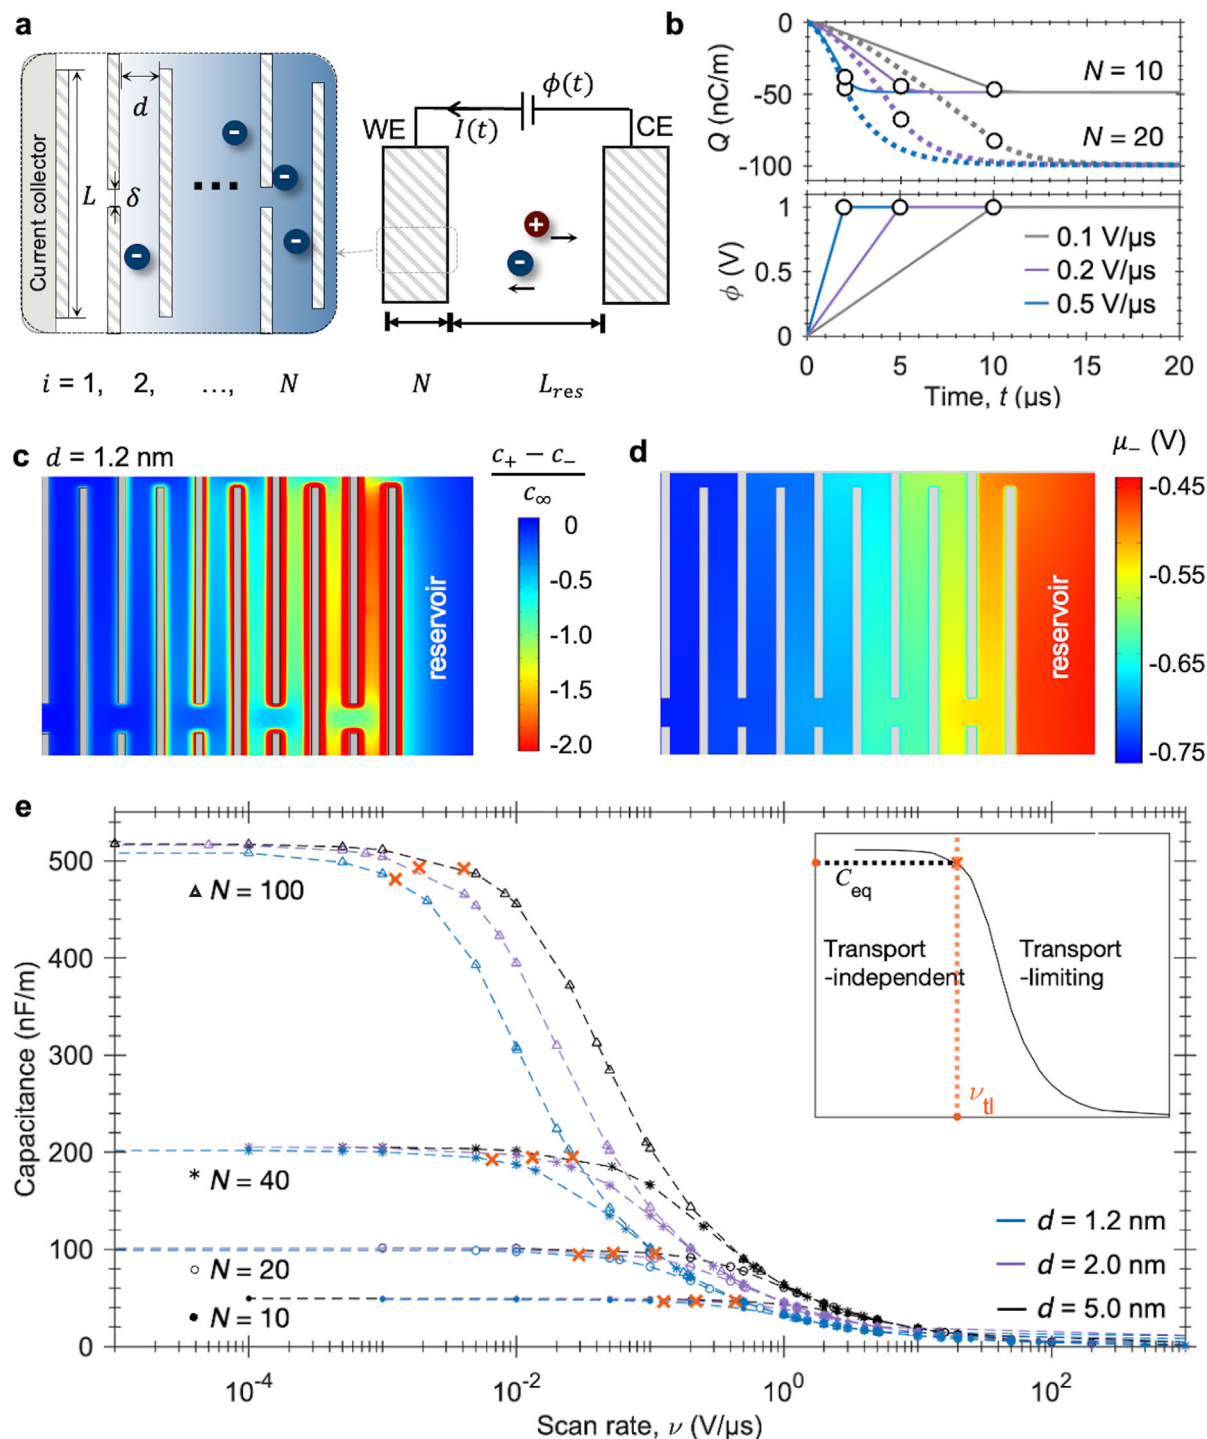 a
Current collector
L
d
δ
-
-
-
-
-
...
i = 1, 2, ..., N
ϕ(t)
WE
I(t)
CE
+
-
N
L_res
b
0
-50
-100
Q (nC/m)
N = 10
N = 20
1
0.5
0
ϕ (V)
0.1 V/μs
0.2 V/μs
0.5 V/μs
0 5 10 15 20
Time, t (μs)
c
d = 1.2 nm
c₊ − c₋
c∞
0
-0.5
-1.0
-1.5
-2.0
reservoir
d
μ₋ (V)
-0.45
-0.55
-0.65
-0.75
reservoir
e
500
400
300
200
100
0
Capacitance (nF/m)
N = 100
N = 40
N = 20
N = 10
C_eq
Transport
-independent
Transport
-limiting
ν_tl
d = 1.2 nm
d = 2.0 nm
d = 5.0 nm
10⁻⁴ 10⁻² 10⁰ 10²
Scan rate, ν (V/μs)